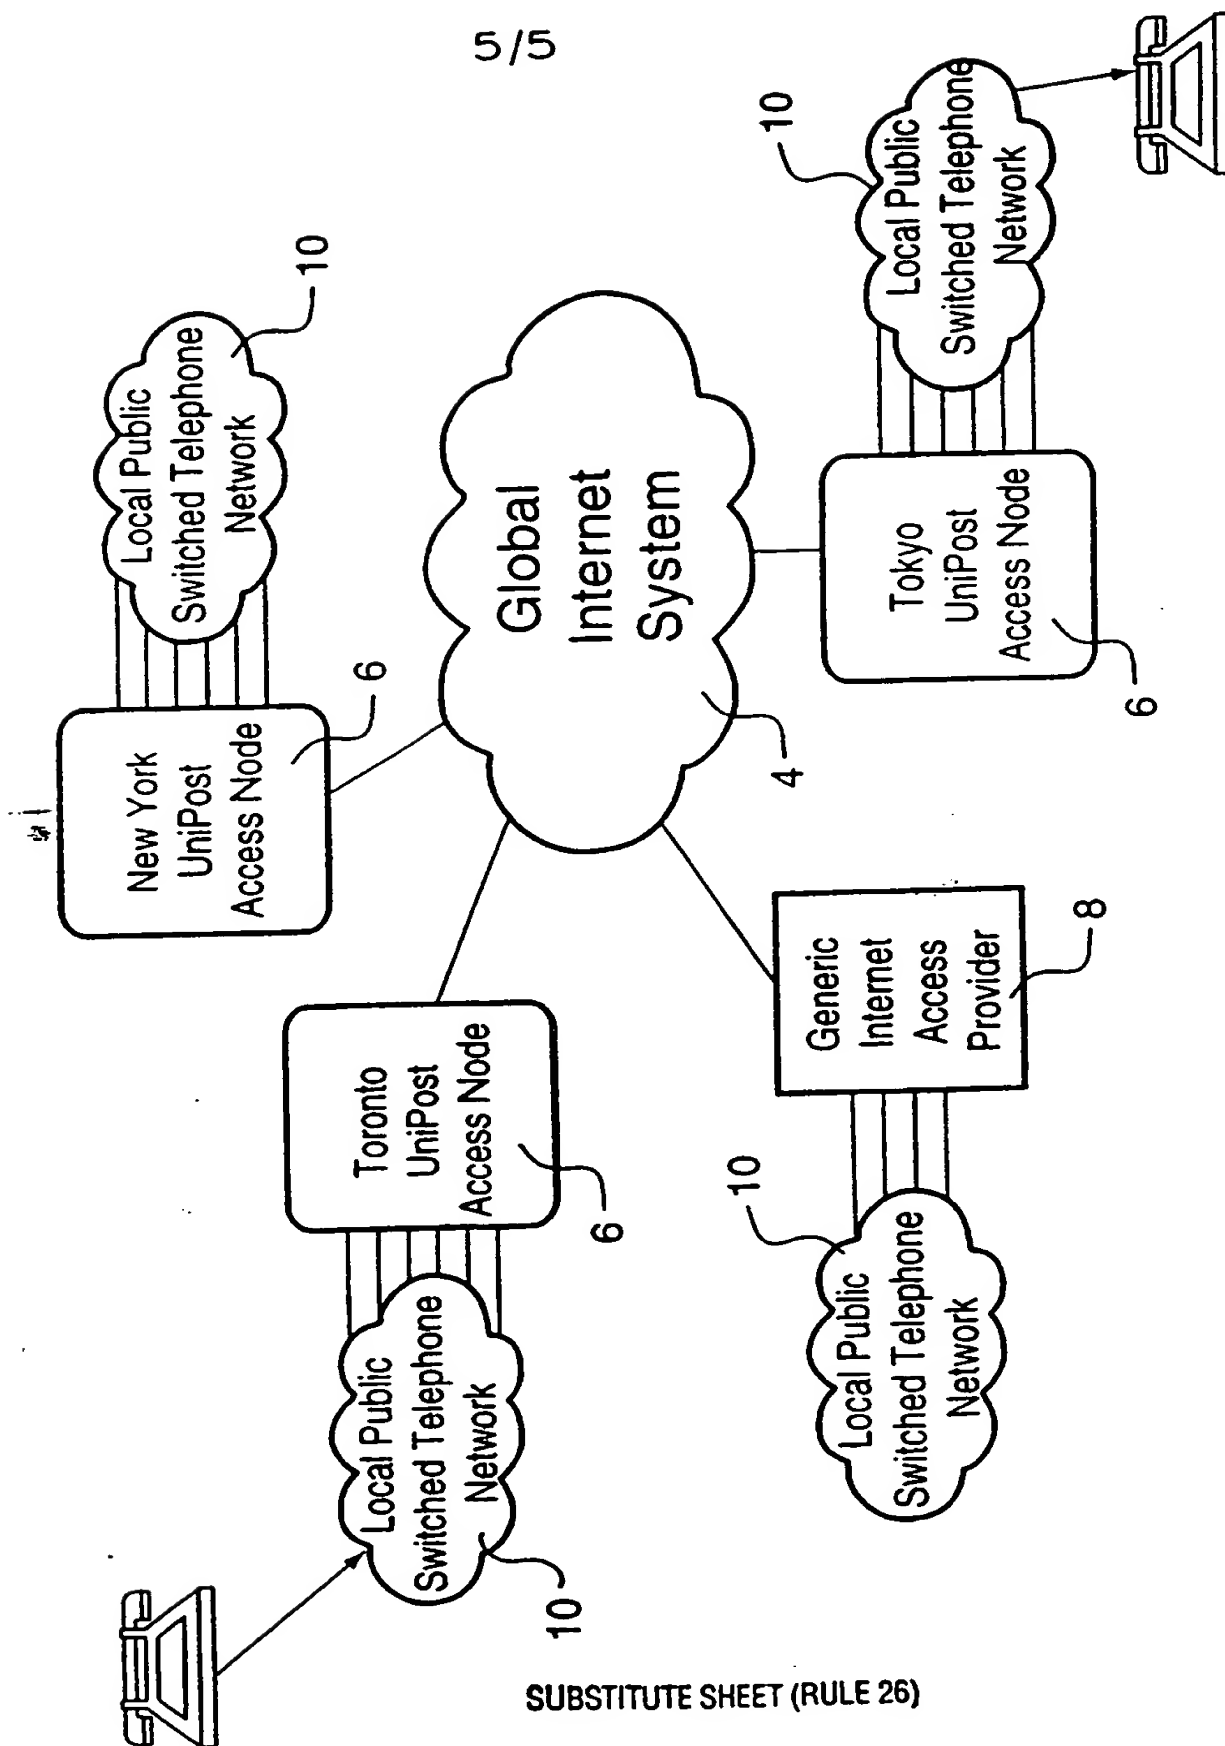 5/5
New York
UniPost
Access Node
6
Local Public
Switched Telephone
Network
10
Toronto
UniPost
Access Node
6
Local Public
Switched Telephone
Network
10
Global
Internet
System
4
Generic
Internet
Access
Provider
8
Local Public
Switched Telephone
Network
10
Tokyo
UniPost
Access Node
6
Local Public
Switched Telephone
Network
10
SUBSTITUTE SHEET (RULE 26)